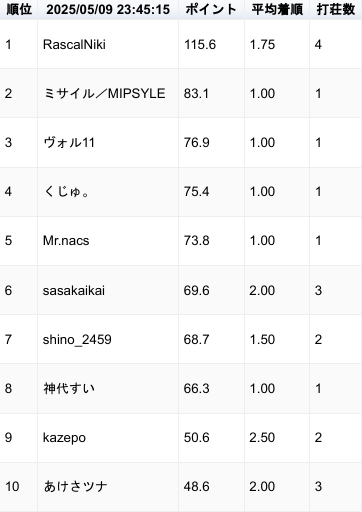 順位 2025/05/09 23:45:15 ポイント 平均着順 打荘数
1 RascalNiki 115.6 1.75 4
2 ミサイル／MIPSYLE 83.1 1.00 1
3 ヴォル11 76.9 1.00 1
4 くじゅ。 75.4 1.00 1
5 Mr.nacs 73.8 1.00 1
6 sasakaikai 69.6 2.00 3
7 shino_2459 68.7 1.50 2
8 神代すい 66.3 1.00 1
9 kazepo 50.6 2.50 2
10 あけさツナ 48.6 2.00 3